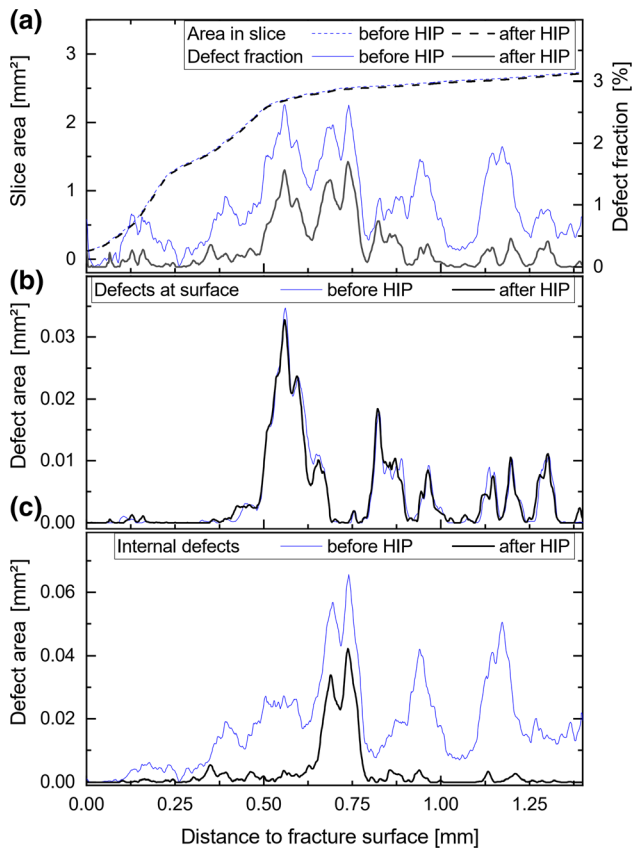 (a)
Area in slice before HIP after HIP
Defect fraction before HIP after HIP
Slice area [mm²]
Defect fraction [%]
3
2
1
0
3
2
1
0
(b)
Defects at surface before HIP after HIP
Defect area [mm²]
0.03
0.02
0.01
0.00
(c)
Internal defects before HIP after HIP
Defect area [mm²]
0.06
0.04
0.02
0.00
0.00 0.25 0.50 0.75 1.00 1.25
Distance to fracture surface [mm]